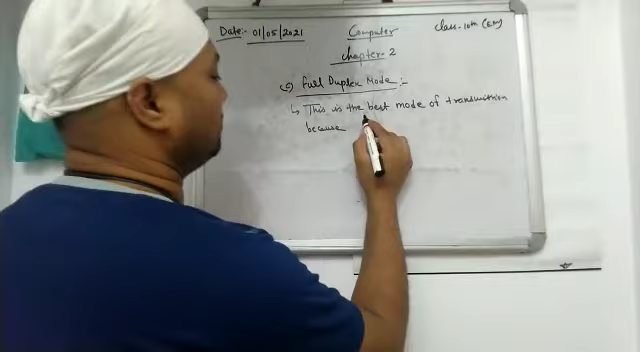 Date:- 01/05/2021 Computer class-10th (EM)
chapter-2
(c) Full Duplex Mode :-
↳ This is the best mode of transmission
because